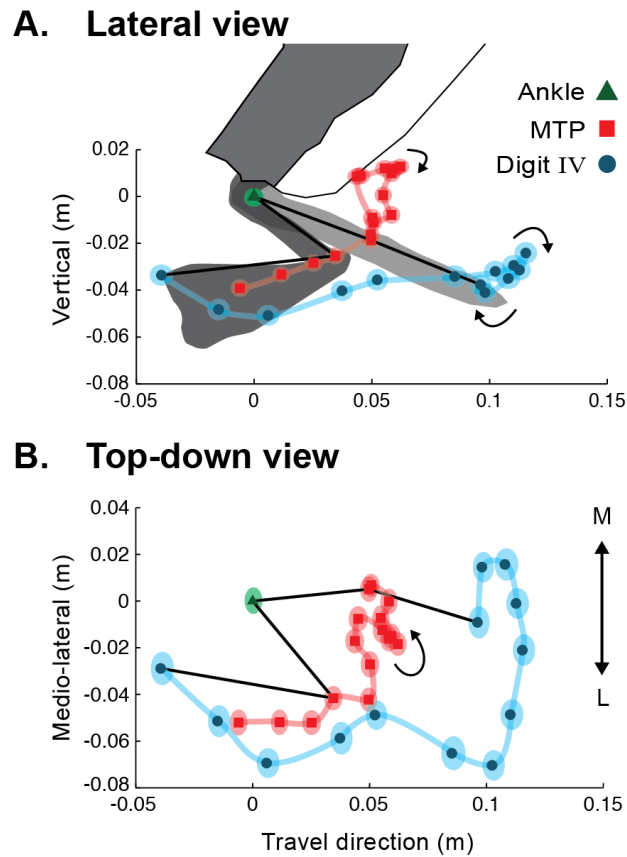 A. Lateral view
Ankle
MTP
Digit IV
0.02
0
-0.02
-0.04
-0.06
-0.08
Vertical (m)
-0.05 0 0.05 0.1 0.15
B. Top-down view
0.04
0.02
0
-0.02
-0.04
-0.06
-0.08
Medio-lateral (m)
M
L
-0.05 0 0.05 0.1 0.15
Travel direction (m)